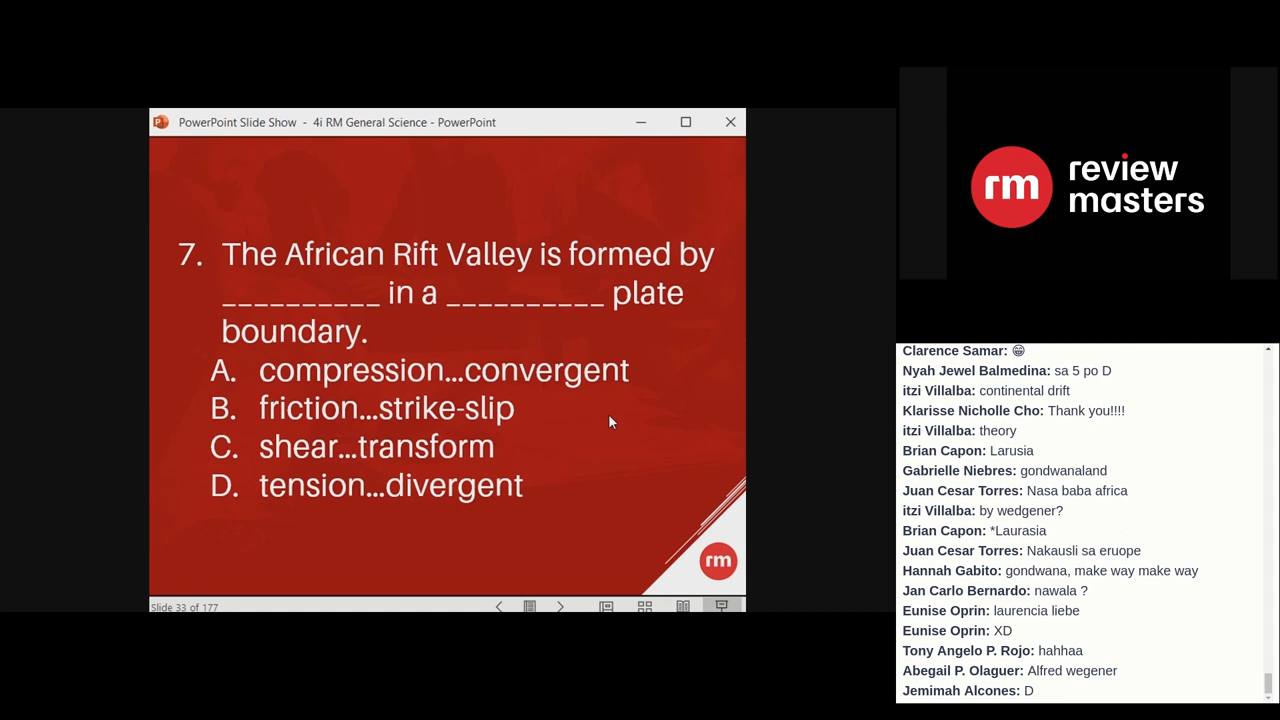 PowerPoint Slide Show - 4i RM General Science - PowerPoint
7. The African Rift Valley is formed by
__________ in a __________ plate
boundary.
A. compression...convergent
B. friction...strike-slip
C. shear...transform
D. tension...divergent
rm
Slide 33 of 177
rm review
masters
Clarence Samar: 😁
Nyah Jewel Balmedina: sa 5 po D
itzi Villalba: continental drift
Klarisse Nicholle Cho: Thank you!!!!
itzi Villalba: theory
Brian Capon: Larusia
Gabrielle Niebres: gondwanaland
Juan Cesar Torres: Nasa baba africa
itzi Villalba: by wedgener?
Brian Capon: *Laurasia
Juan Cesar Torres: Nakausli sa eruope
Hannah Gabito: gondwana, make way make way
Jan Carlo Bernardo: nawala ?
Eunise Oprin: laurencia liebe
Eunise Oprin: XD
Tony Angelo P. Rojo: hahhaa
Abegail P. Olaguer: Alfred wegener
Jemimah Alcones: D